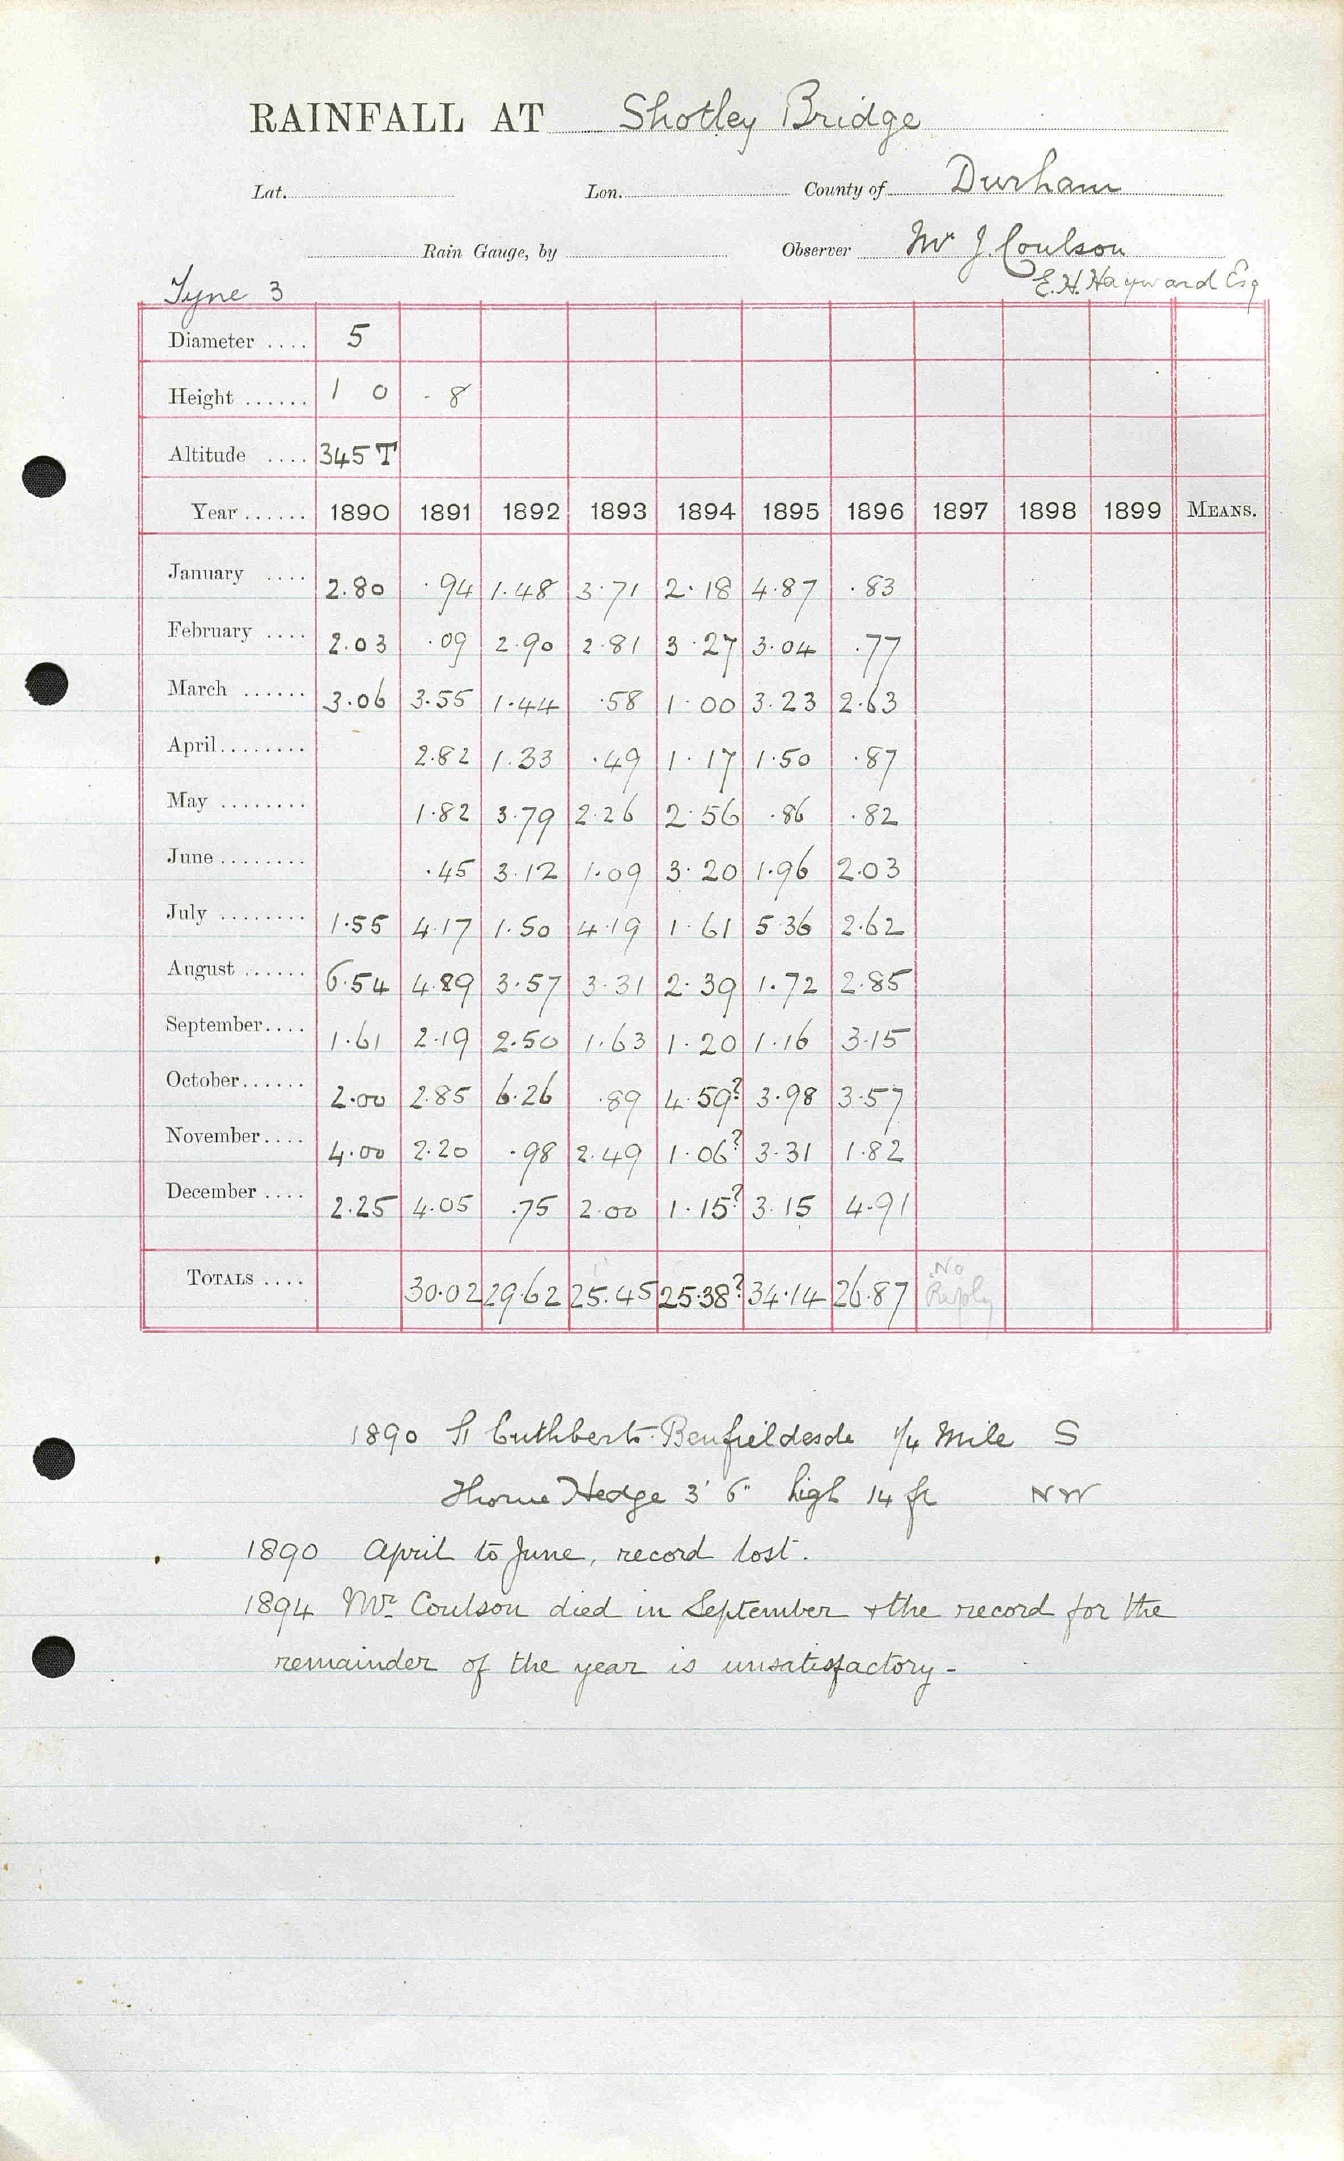 RAINFALL AT Shotley Bridge
Lat. Lon. County of Durham
Rain Gauge, by Observer Mr J. Coulson
E. H. Hayward Esq
Tyne 3
Diameter .... 5
Height ...... 1 0 - 8
Altitude .... 345 T
Year ...... 1890 1891 1892 1893 1894 1895 1896 1897 1898 1899 MEANS.
January .... 2.80 .94 1.48 3.71 2.18 4.87 .83
February .... 2.03 .09 2.90 2.81 3.27 3.04 .77
March ...... 3.06 3.55 1.44 .58 1.00 3.23 2.63
April........ 2.82 1.33 .49 1.17 1.50 .87
May ........ 1.82 3.79 2.26 2.56 .86 .82
June ........ .45 3.12 1.09 3.20 1.96 2.03
July ........ 1.55 4.17 1.50 4.19 1.61 5.36 2.62
August ...... 6.54 4.89 3.57 3.31 2.39 1.72 2.85
September.... 1.61 2.19 2.50 1.63 1.20 1.16 3.15
October...... 2.00 2.85 6.26 .89 4.59? 3.98 3.57
November.... 4.00 2.20 .98 2.49 1.06? 3.31 1.82
December .... 2.25 4.05 .75 2.00 1.15? 3.15 4.91
TOTALS .... 30.02 29.62 25.45 25.38? 34.14 26.87 No Reply
1890 St Cuthberts Benfieldside 1/4 Mile S
Thorne Hedge 3' 6" high 14 ft NW
1890 April to June, record lost.
1894 Mr. Coulson died in September & the record for the
remainder of the year is unsatisfactory -